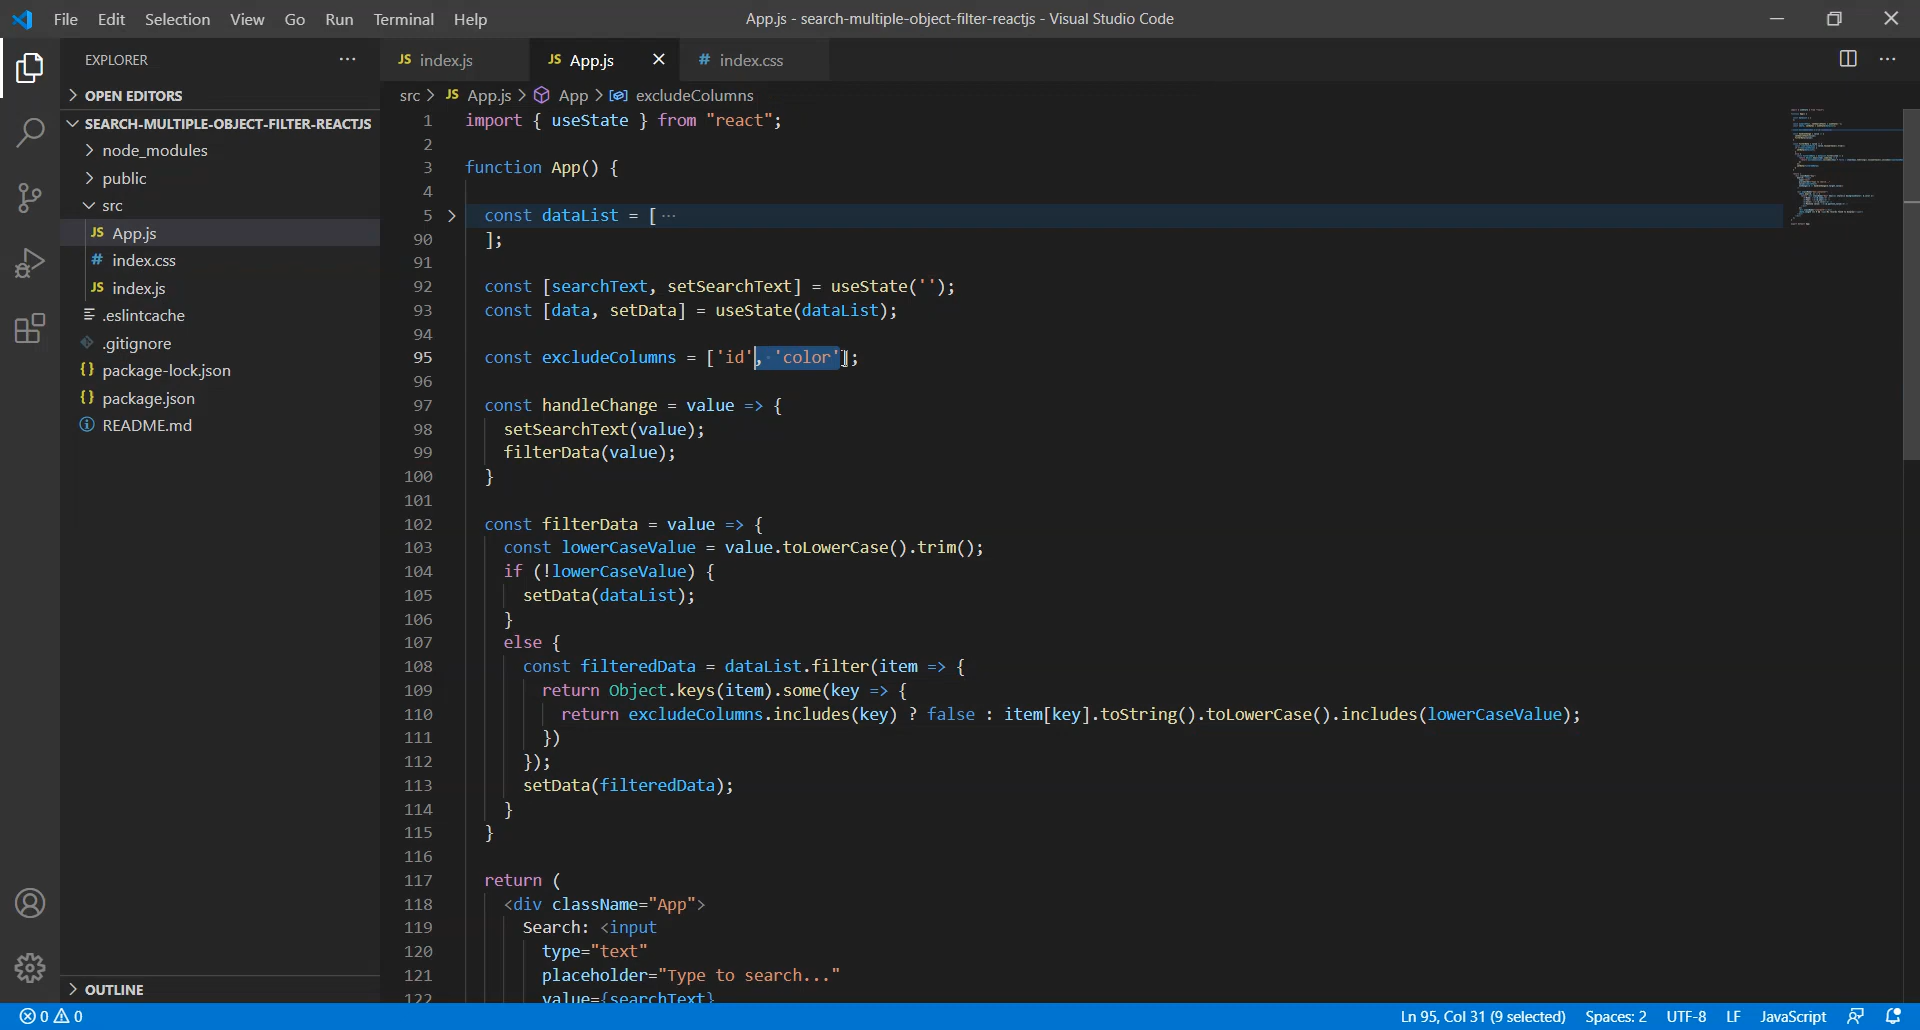 File Edit Selection View Go Run Terminal Help
App.js - search-multiple-object-filter-reactjs - Visual Studio Code
EXPLORER ···
OPEN EDITORS
SEARCH-MULTIPLE-OBJECT-FILTER-REACTJS
node_modules
public
src
JS App.js
# index.css
JS index.js
.eslintcache
.gitignore
{} package-lock.json
{} package.json
README.md
OUTLINE
JS index.js
JS App.js
# index.css
src > JS App.js > App > excludeColumns
1 import { useState } from "react";
2
3 function App() {
4
5 const dataList = [ ···
90 ];
91
92 const [searchText, setSearchText] = useState('');
93 const [data, setData] = useState(dataList);
94
95 const excludeColumns = ['id', 'color'];
96
97 const handleChange = value => {
98 setSearchText(value);
99 filterData(value);
100 }
101
102 const filterData = value => {
103 const lowerCaseValue = value.toLowerCase().trim();
104 if (!lowerCaseValue) {
105 setData(dataList);
106 }
107 else {
108 const filteredData = dataList.filter(item => {
109 return Object.keys(item).some(key => {
110 return excludeColumns.includes(key) ? false : item[key].toString().toLowerCase().includes(lowerCaseValue);
111 })
112 });
113 setData(filteredData);
114 }
115 }
116
117 return (
118 <div className="App">
119 Search: <input
120 type="text"
121 placeholder="Type to search..."
122 value={searchText}
0 0
Ln 95, Col 31 (9 selected) Spaces: 2 UTF-8 LF JavaScript